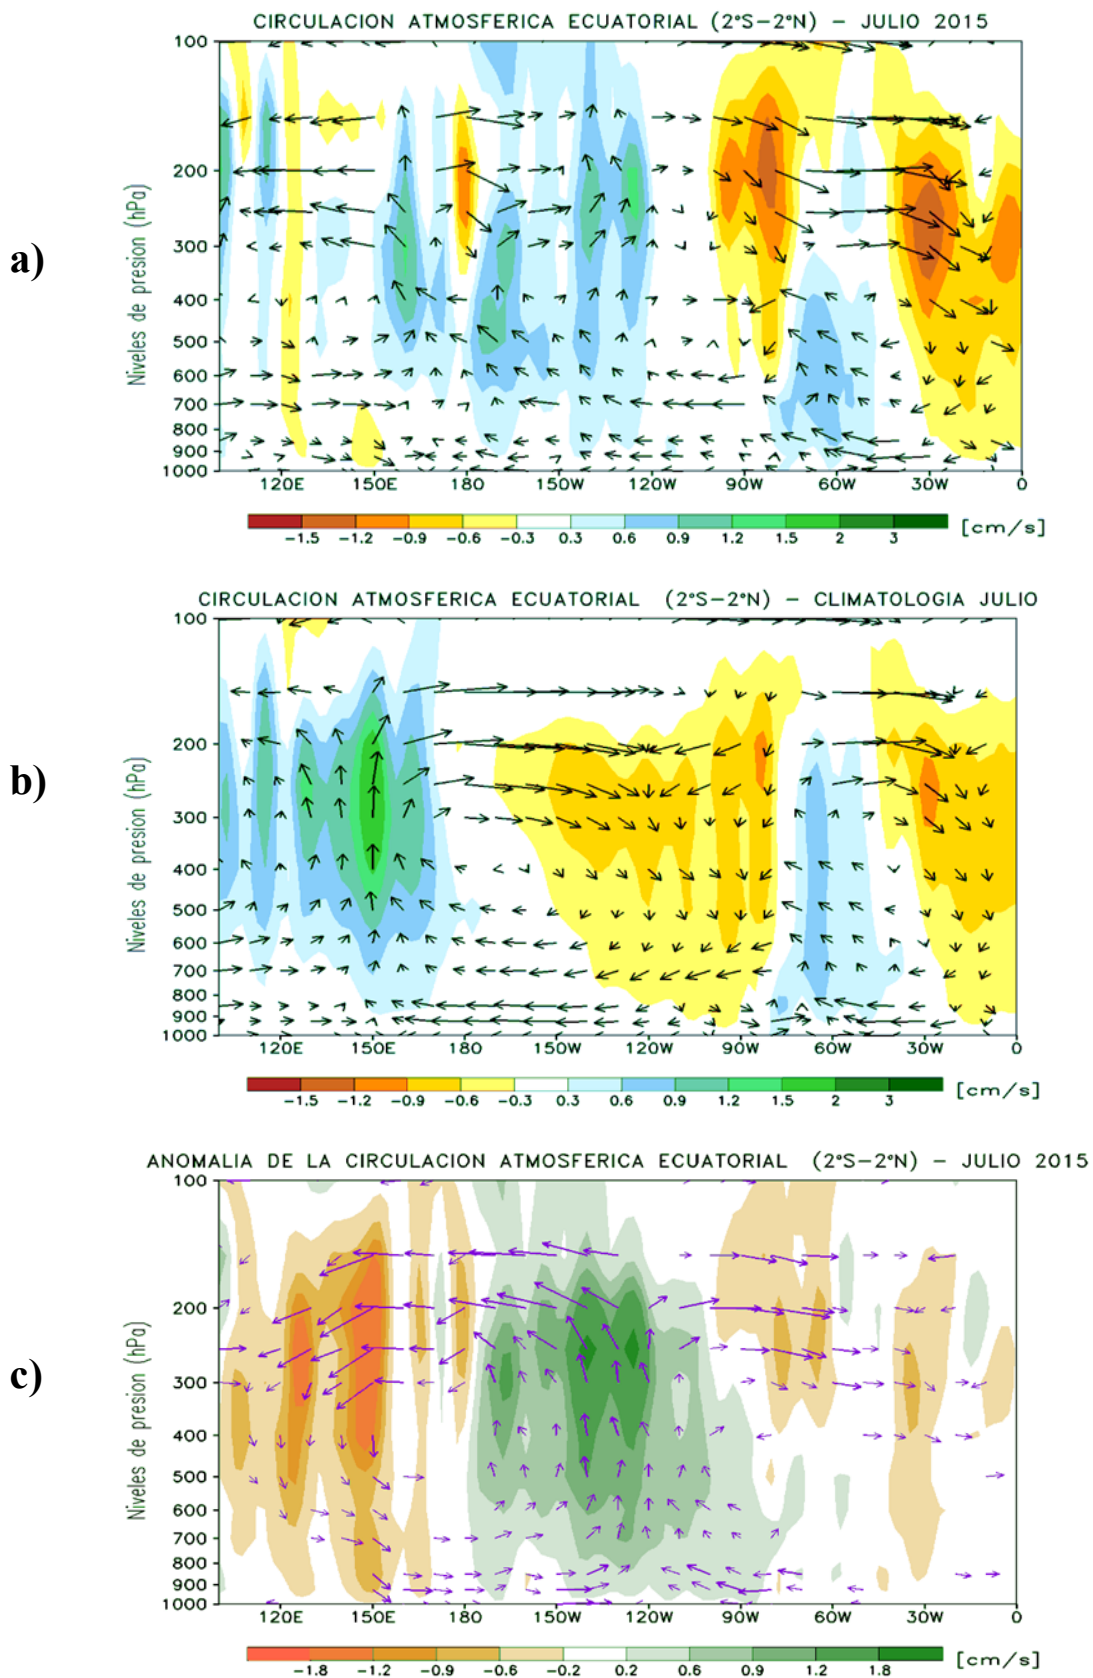 CIRCULACION ATMOSFERICA ECUATORIAL (2°S–2°N) – JULIO 2015
a)
Niveles de presion (hPa)
100
200
300
400
500
600
700
800
900
1000
120E 150E 180 150W 120W 90W 60W 30W 0
−1.5 −1.2 −0.9 −0.6 −0.3 0.3 0.6 0.9 1.2 1.5 2 3 [cm/s]
CIRCULACION ATMOSFERICA ECUATORIAL (2°S–2°N) – CLIMATOLOGIA JULIO
b)
Niveles de presion (hPa)
100
200
300
400
500
600
700
800
900
1000
120E 150E 180 150W 120W 90W 60W 30W 0
−1.5 −1.2 −0.9 −0.6 −0.3 0.3 0.6 0.9 1.2 1.5 2 3 [cm/s]
ANOMALIA DE LA CIRCULACION ATMOSFERICA ECUATORIAL (2°S–2°N) – JULIO 2015
c)
Niveles de presion (hPa)
100
200
300
400
500
600
700
800
900
1000
120E 150E 180 150W 120W 90W 60W 30W 0
−1.8 −1.2 −0.9 −0.6 −0.2 0.2 0.6 0.9 1.2 1.8 [cm/s]